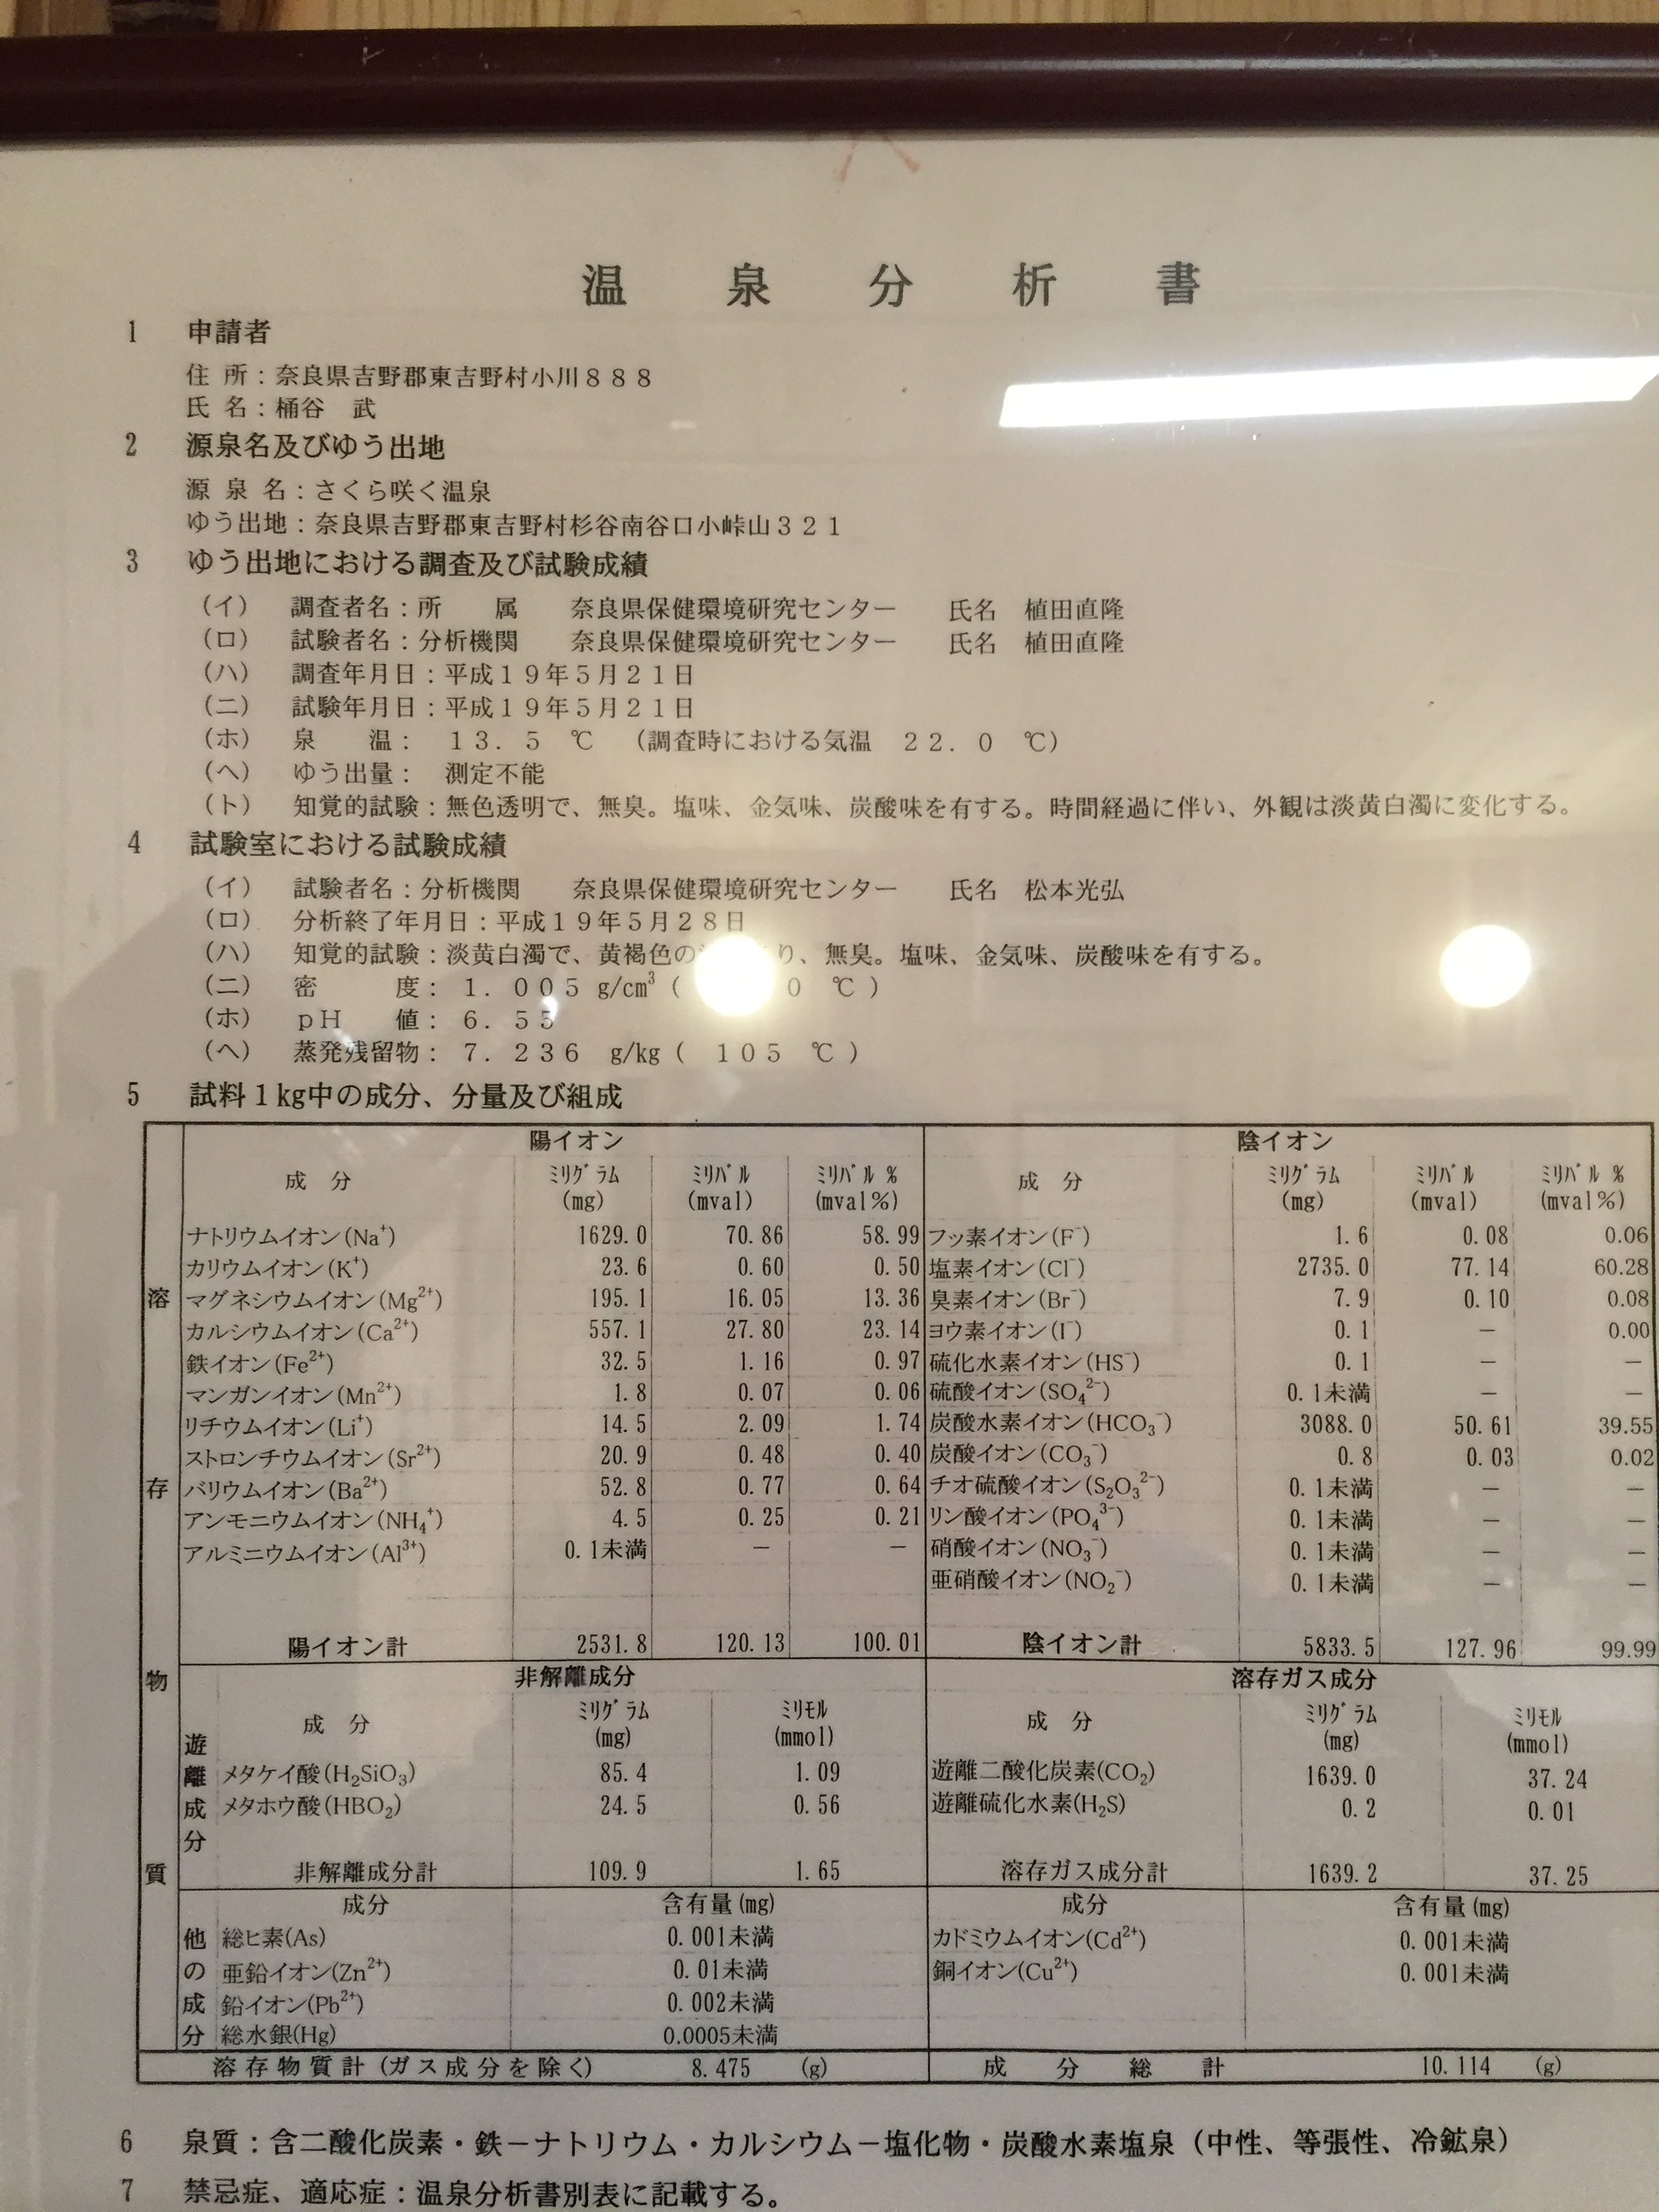 温泉分析書
1 申請者
住所：奈良県吉野郡東吉野村小川８８８
氏名：桶谷 武
2 源泉名及びゆう出地
源泉名：さくら咲く温泉
ゆう出地：奈良県吉野郡東吉野村杉谷南谷口小峠山３２１
3 ゆう出地における調査及び試験成績
（イ） 調査者名：所 属 奈良県保健環境研究センター 氏名 植田直隆
（ロ） 試験者名：分析機関 奈良県保健環境研究センター 氏名 植田直隆
（ハ） 調査年月日：平成１９年５月２１日
（ニ） 試験年月日：平成１９年５月２１日
（ホ） 泉 温： １３．５ ℃ （調査時における気温 ２２．０ ℃）
（ヘ） ゆう出量： 測定不能
（ト） 知覚的試験：無色透明で、無臭。塩味、金気味、炭酸味を有する。時間経過に伴い、外観は淡黄白濁に変化する。
4 試験室における試験成績
（イ） 試験者名：分析機関 奈良県保健環境研究センター 氏名 松本光弘
（ロ） 分析終了年月日：平成１９年５月２８日
（ハ） 知覚的試験：淡黄白濁で、黄褐色の り、無臭。塩味、金気味、炭酸味を有する。
（ニ） 密 度： １．００５ g/cm³ ( ０ ℃ )
（ホ） ｐH 値： ６．５５
（ヘ） 蒸発残留物： ７．２３６ g/kg ( １０５ ℃ )
5 試料１kg中の成分、分量及び組成
陽イオン 陰イオン
成 分 ﾐﾘｸﾞﾗﾑ (mg) ﾐﾘﾊﾞﾙ (mval) ﾐﾘﾊﾞﾙ % (mval%) 成 分 ﾐﾘｸﾞﾗﾑ (mg) ﾐﾘﾊﾞﾙ (mval) ﾐﾘﾊﾞﾙ % (mval%)
ナトリウムイオン(Na⁺) 1629.0 70.86 58.99 フッ素イオン(F⁻) 1.6 0.08 0.06
カリウムイオン(K⁺) 23.6 0.60 0.50 塩素イオン(Cl⁻) 2735.0 77.14 60.28
溶 マグネシウムイオン(Mg²⁺) 195.1 16.05 13.36 臭素イオン(Br⁻) 7.9 0.10 0.08
カルシウムイオン(Ca²⁺) 557.1 27.80 23.14 ヨウ素イオン(I⁻) 0.1 － 0.00
鉄イオン(Fe²⁺) 32.5 1.16 0.97 硫化水素イオン(HS⁻) 0.1 － －
マンガンイオン(Mn²⁺) 1.8 0.07 0.06 硫酸イオン(SO₄²⁻) 0.1未満 － －
リチウムイオン(Li⁺) 14.5 2.09 1.74 炭酸水素イオン(HCO₃⁻) 3088.0 50.61 39.55
ストロンチウムイオン(Sr²⁺) 20.9 0.48 0.40 炭酸イオン(CO₃⁻) 0.8 0.03 0.02
存 バリウムイオン(Ba²⁺) 52.8 0.77 0.64 チオ硫酸イオン(S₂O₃²⁻) 0.1未満 － －
アンモニウムイオン(NH₄⁺) 4.5 0.25 0.21 リン酸イオン(PO₄³⁻) 0.1未満 － －
アルミニウムイオン(Al³⁺) 0.1未満 － － 硝酸イオン(NO₃⁻) 0.1未満 － －
亜硝酸イオン(NO₂⁻) 0.1未満 － －
陽イオン計 2531.8 120.13 100.01 陰イオン計 5833.5 127.96 99.99
物 非解離成分 溶存ガス成分
遊 成 分 ﾐﾘｸﾞﾗﾑ (mg) ﾐﾘﾓﾙ (mmol) 成 分 ﾐﾘｸﾞﾗﾑ (mg) ﾐﾘﾓﾙ (mmol)
離 メタケイ酸(H₂SiO₃) 85.4 1.09 遊離二酸化炭素(CO₂) 1639.0 37.24
成 メタホウ酸(HBO₂) 24.5 0.56 遊離硫化水素(H₂S) 0.2 0.01
分
質 非解離成分計 109.9 1.65 溶存ガス成分計 1639.2 37.25
成分 含有量(mg) 成分 含有量(mg)
他 総ヒ素(As) 0.001未満 カドミウムイオン(Cd²⁺) 0.001未満
の 亜鉛イオン(Zn²⁺) 0.01未満 銅イオン(Cu²⁺) 0.001未満
成 鉛イオン(Pb²⁺) 0.002未満
分 総水銀(Hg) 0.0005未満
溶存物質計（ガス成分を除く） 8.475 (g) 成分総計 10.114 (g)
6 泉質：含二酸化炭素・鉄－ナトリウム・カルシウム－塩化物・炭酸水素塩泉（中性、等張性、冷鉱泉）
7 禁忌症、適応症：温泉分析書別表に記載する。